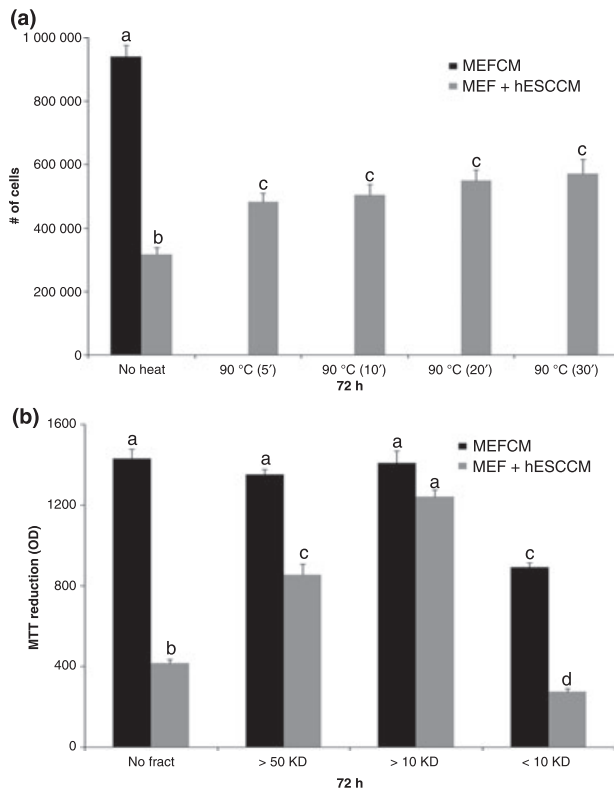 (a)
1 000 000
800 000
600 000
400 000
200 000
0
# of cells
a
b
c
c
c
c
MEFCM
MEF + hESCCM
No heat
90 °C (5′)
90 °C (10′)
90 °C (20′)
90 °C (30′)
72 h
(b)
1600
1200
800
400
0
MTT reduction (OD)
a
b
a
c
a
a
c
d
MEFCM
MEF + hESCCM
No fract
> 50 KD
> 10 KD
< 10 KD
72 h